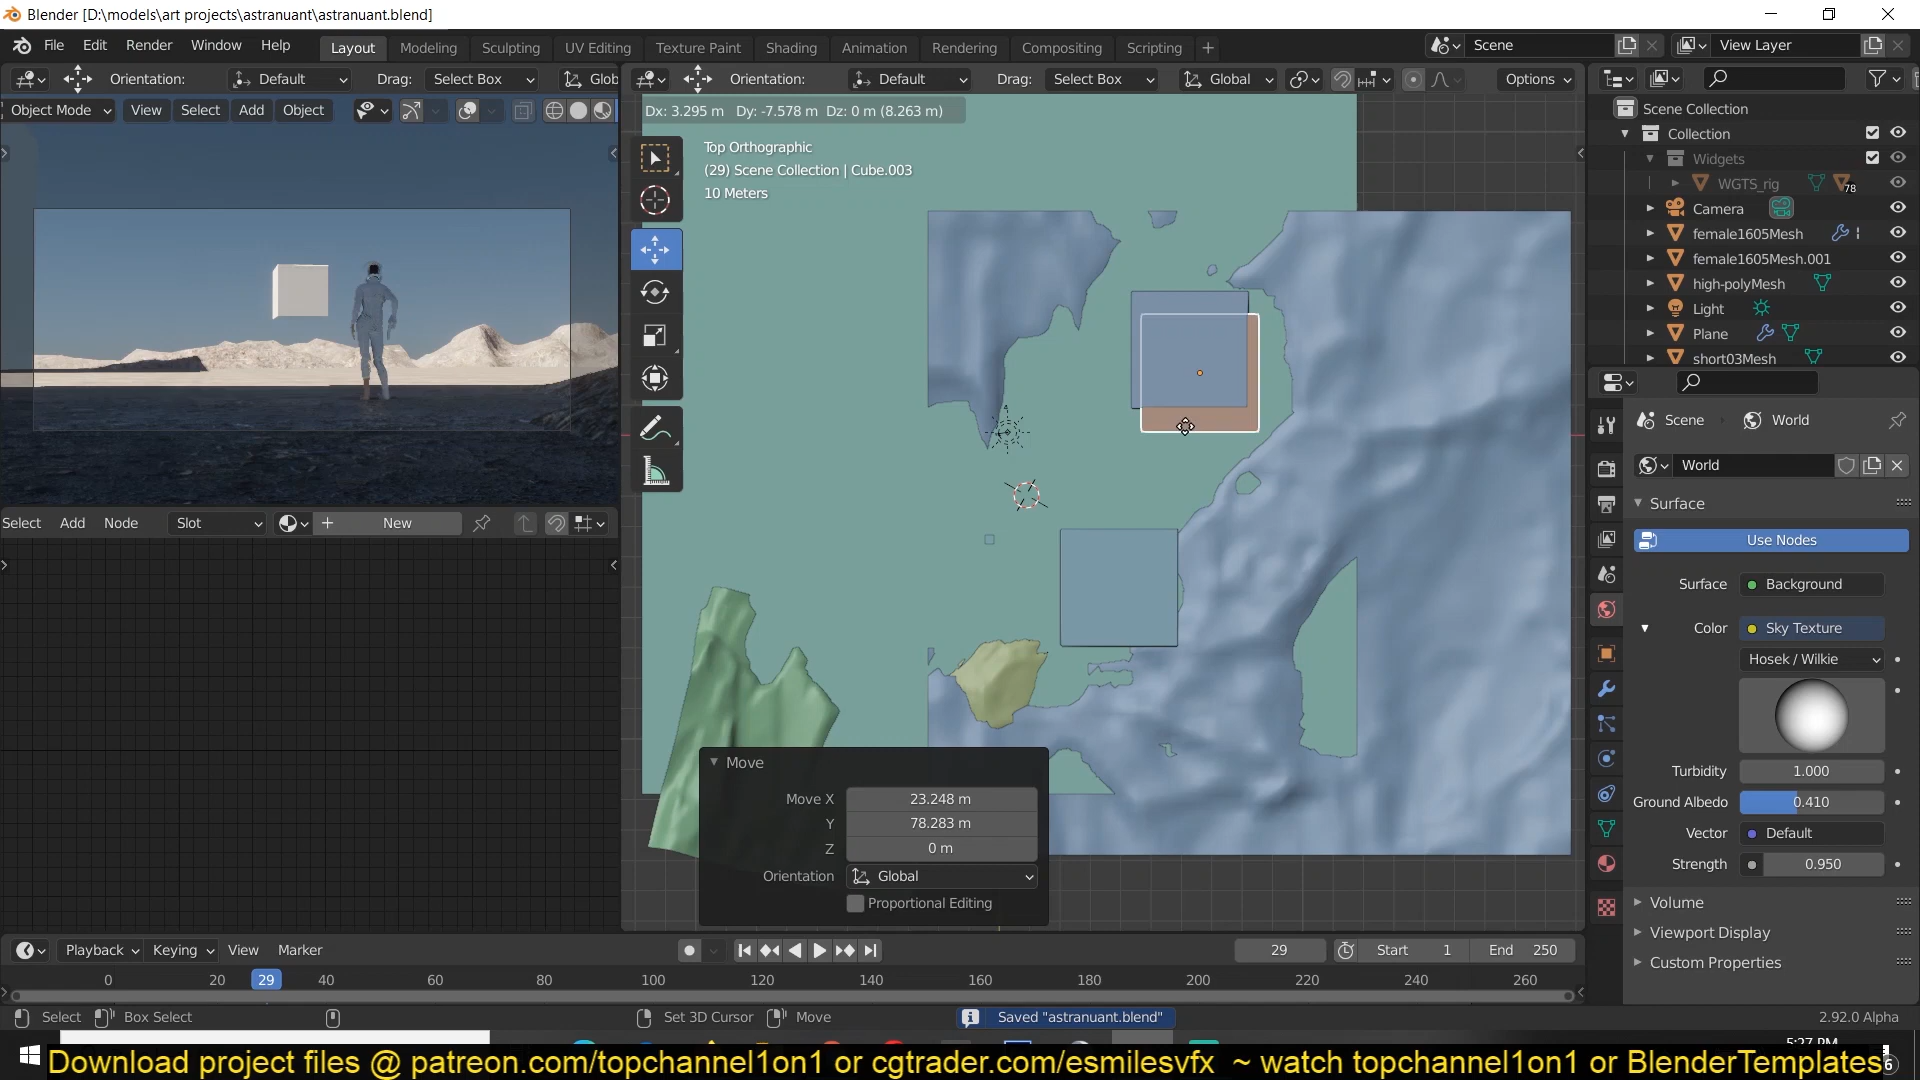 Blender [D:\models\art projects\astranuant\astranuant.blend]
File Edit Render Window Help Layout Modeling Sculpting UV Editing Texture Paint Shading Animation Rendering Compositing Scripting + Scene View Layer
Orientation: Default Drag: Select Box Glob
Orientation: Default Drag: Select Box Global Options
Object Mode View Select Add Object
Dx: 3.295 m Dy: -7.578 m Dz: 0 m (8.263 m)
Top Orthographic
(29) Scene Collection | Cube.003
10 Meters
Scene Collection
Collection
Widgets
WGTS_rig 78
Camera
female1605Mesh
female1605Mesh.001
high-polyMesh
Light
Plane
short03Mesh
Scene World
World
Surface
Use Nodes
Surface Background
Color Sky Texture
Hosek / Wilkie
Turbidity 1.000
Ground Albedo 0.410
Vector Default
Strength 0.950
Volume
Viewport Display
Custom Properties
Select Add Node Slot New
Move
Move X 23.248 m
Y 78.283 m
Z 0 m
Orientation Global
Proportional Editing
Playback Keying View Marker 29 Start 1 End 250
0 20 29 40 60 80 100 120 140 160 180 200 220 240 260
Select Box Select Set 3D Cursor Move Saved "astranuant.blend" 2.92.0 Alpha
5:27 PM
Download project files @ patreon.com/topchannel1on1 or cgtrader.com/esmilesvfx ~ watch topchannel1on1 or BlenderTemplates